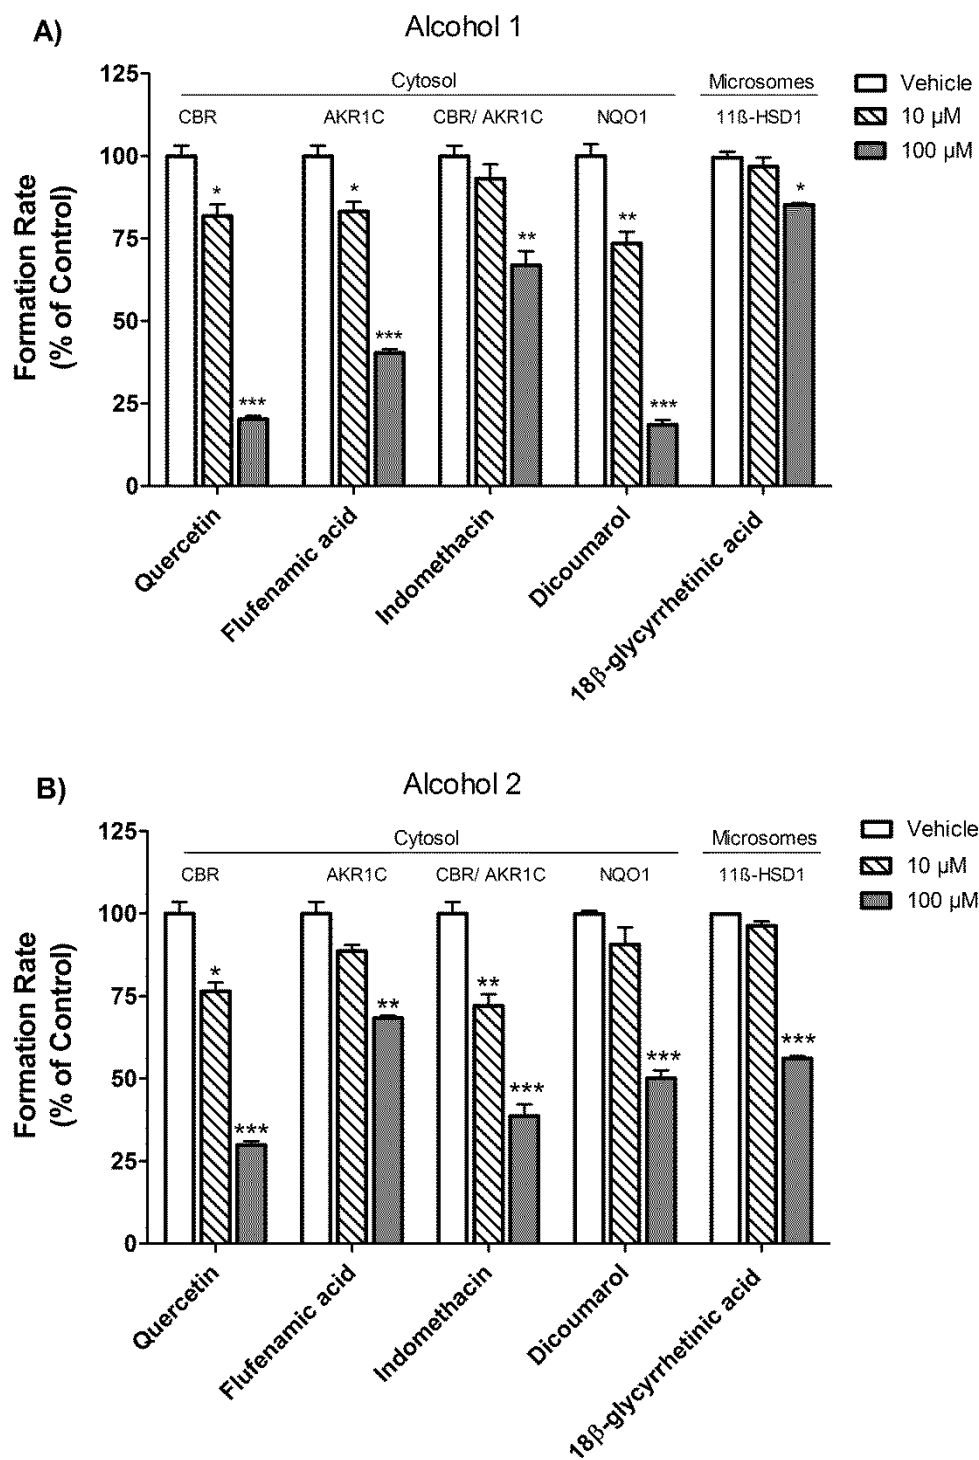 A)
Alcohol 1
125
100
75
50
25
0
Formation Rate
(% of Control)
Cytosol
Microsomes
CBR
AKR1C
CBR/ AKR1C
NQO1
11ß-HSD1
Vehicle
10 µM
100 µM
*
***
*
***
**
**
***
*
Quercetin
Flufenamic acid
Indomethacin
Dicoumarol
18β-glycyrrhetinic acid
B)
Alcohol 2
125
100
75
50
25
0
Formation Rate
(% of Control)
Cytosol
Microsomes
CBR
AKR1C
CBR/ AKR1C
NQO1
11ß-HSD1
Vehicle
10 µM
100 µM
*
***
**
**
***
***
***
Quercetin
Flufenamic acid
Indomethacin
Dicoumarol
18β-glycyrrhetinic acid